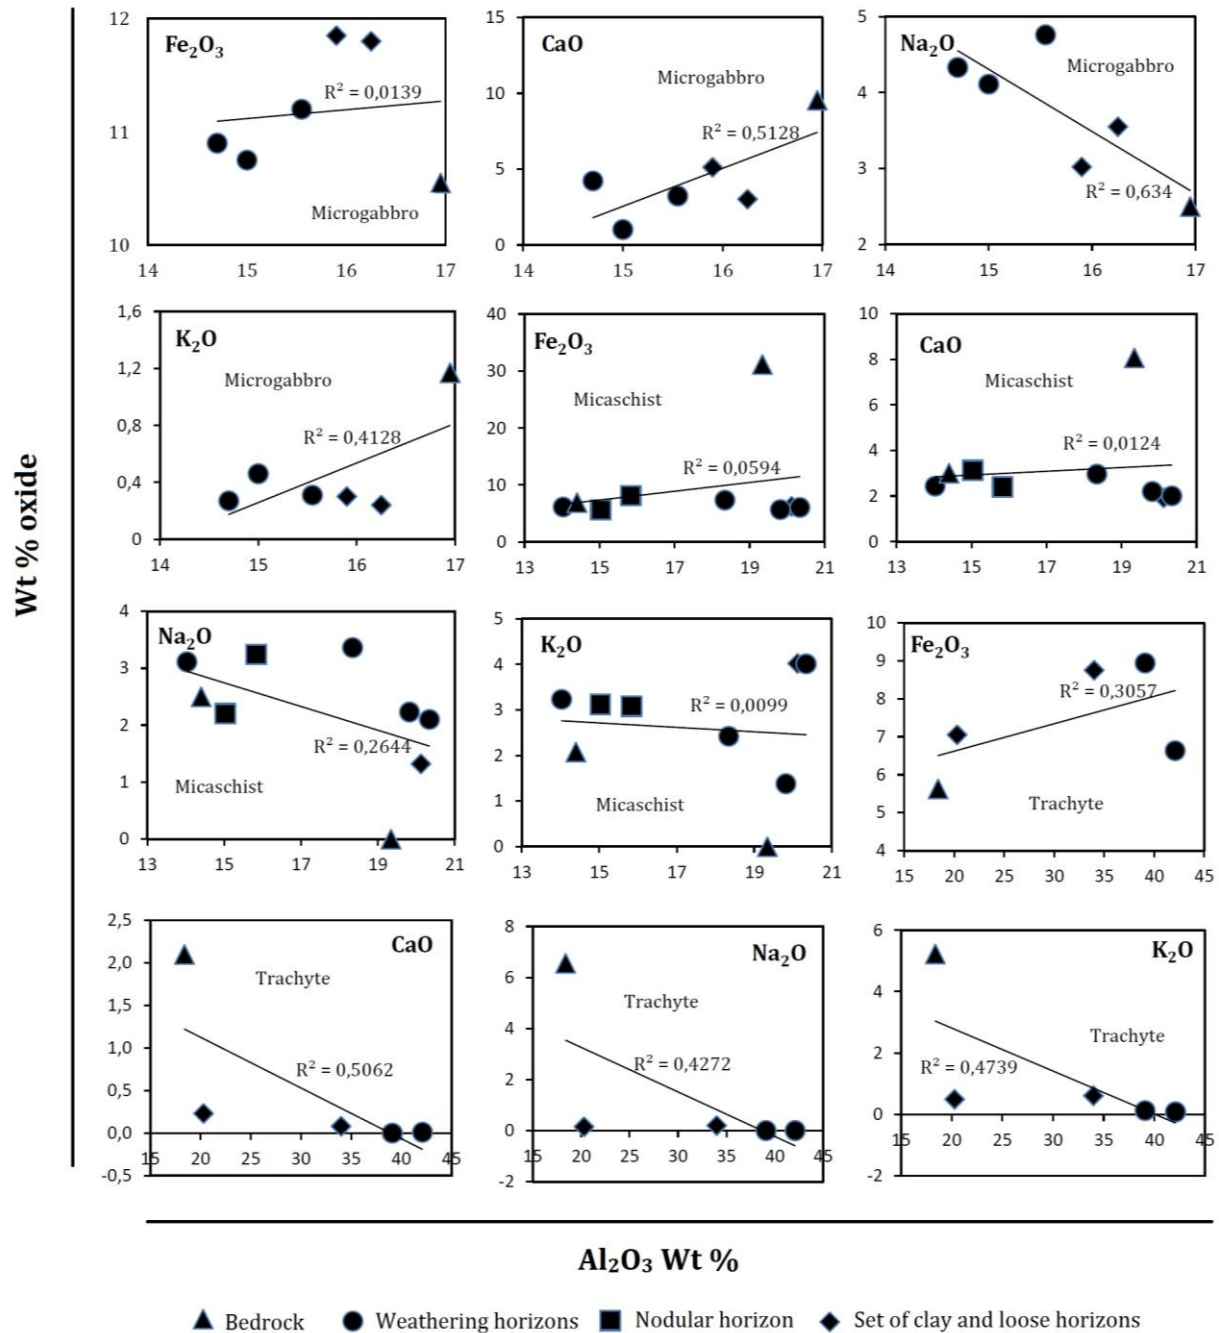 Wt % oxide
Fe₂O₃
R² = 0,0139
Microgabbro
12
11
10
14 15 16 17
CaO
Microgabbro
R² = 0,5128
15
10
5
0
14 15 16 17
Na₂O
Microgabbro
R² = 0,634
5
4
3
2
14 15 16 17
K₂O
Microgabbro
R² = 0,4128
1,6
1,2
0,8
0,4
0
14 15 16 17
Fe₂O₃
Micaschist
R² = 0,0594
40
30
20
10
0
13 15 17 19 21
CaO
Micaschist
R² = 0,0124
10
8
6
4
2
0
13 15 17 19 21
Na₂O
R² = 0,2644
Micaschist
4
3
2
1
0
13 15 17 19 21
K₂O
R² = 0,0099
Micaschist
5
4
3
2
1
0
13 15 17 19 21
Fe₂O₃
R² = 0,3057
Trachyte
10
9
8
7
6
5
4
15 20 25 30 35 40 45
CaO
Trachyte
R² = 0,5062
2,5
2,0
1,5
1,0
0,5
0,0
-0,5
15 20 25 30 35 40 45
Na₂O
Trachyte
R² = 0,4272
8
6
4
2
0
-2
15 20 25 30 35 40 45
K₂O
Trachyte
R² = 0,4739
6
4
2
0
-2
15 20 25 30 35 40 45
Al₂O₃ Wt %
Bedrock Weathering horizons Nodular horizon Set of clay and loose horizons